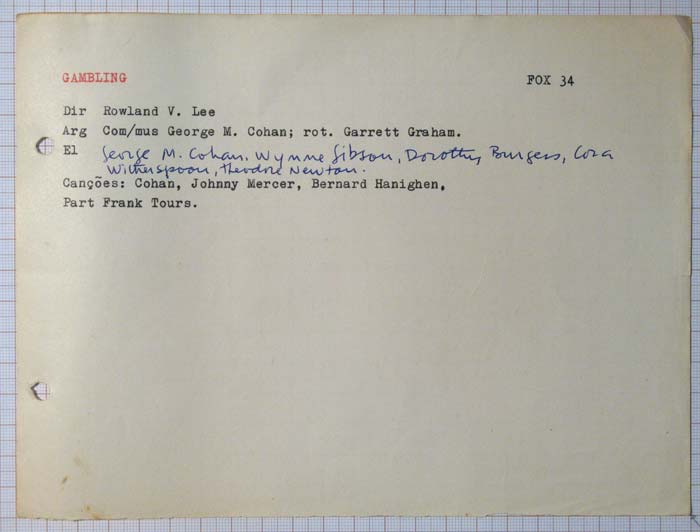 GAMBLING FOX 34
Dir Rowland V. Lee
Arg Com/mus George M. Cohan; rot. Garrett Graham.
El George M. Cohan. Wynne Gibson, Dorothy Burgess, Cora
Witherspoon, Theodore Newton.
Canções: Cohan, Johnny Mercer, Bernard Hanighen,
Part Frank Tours.